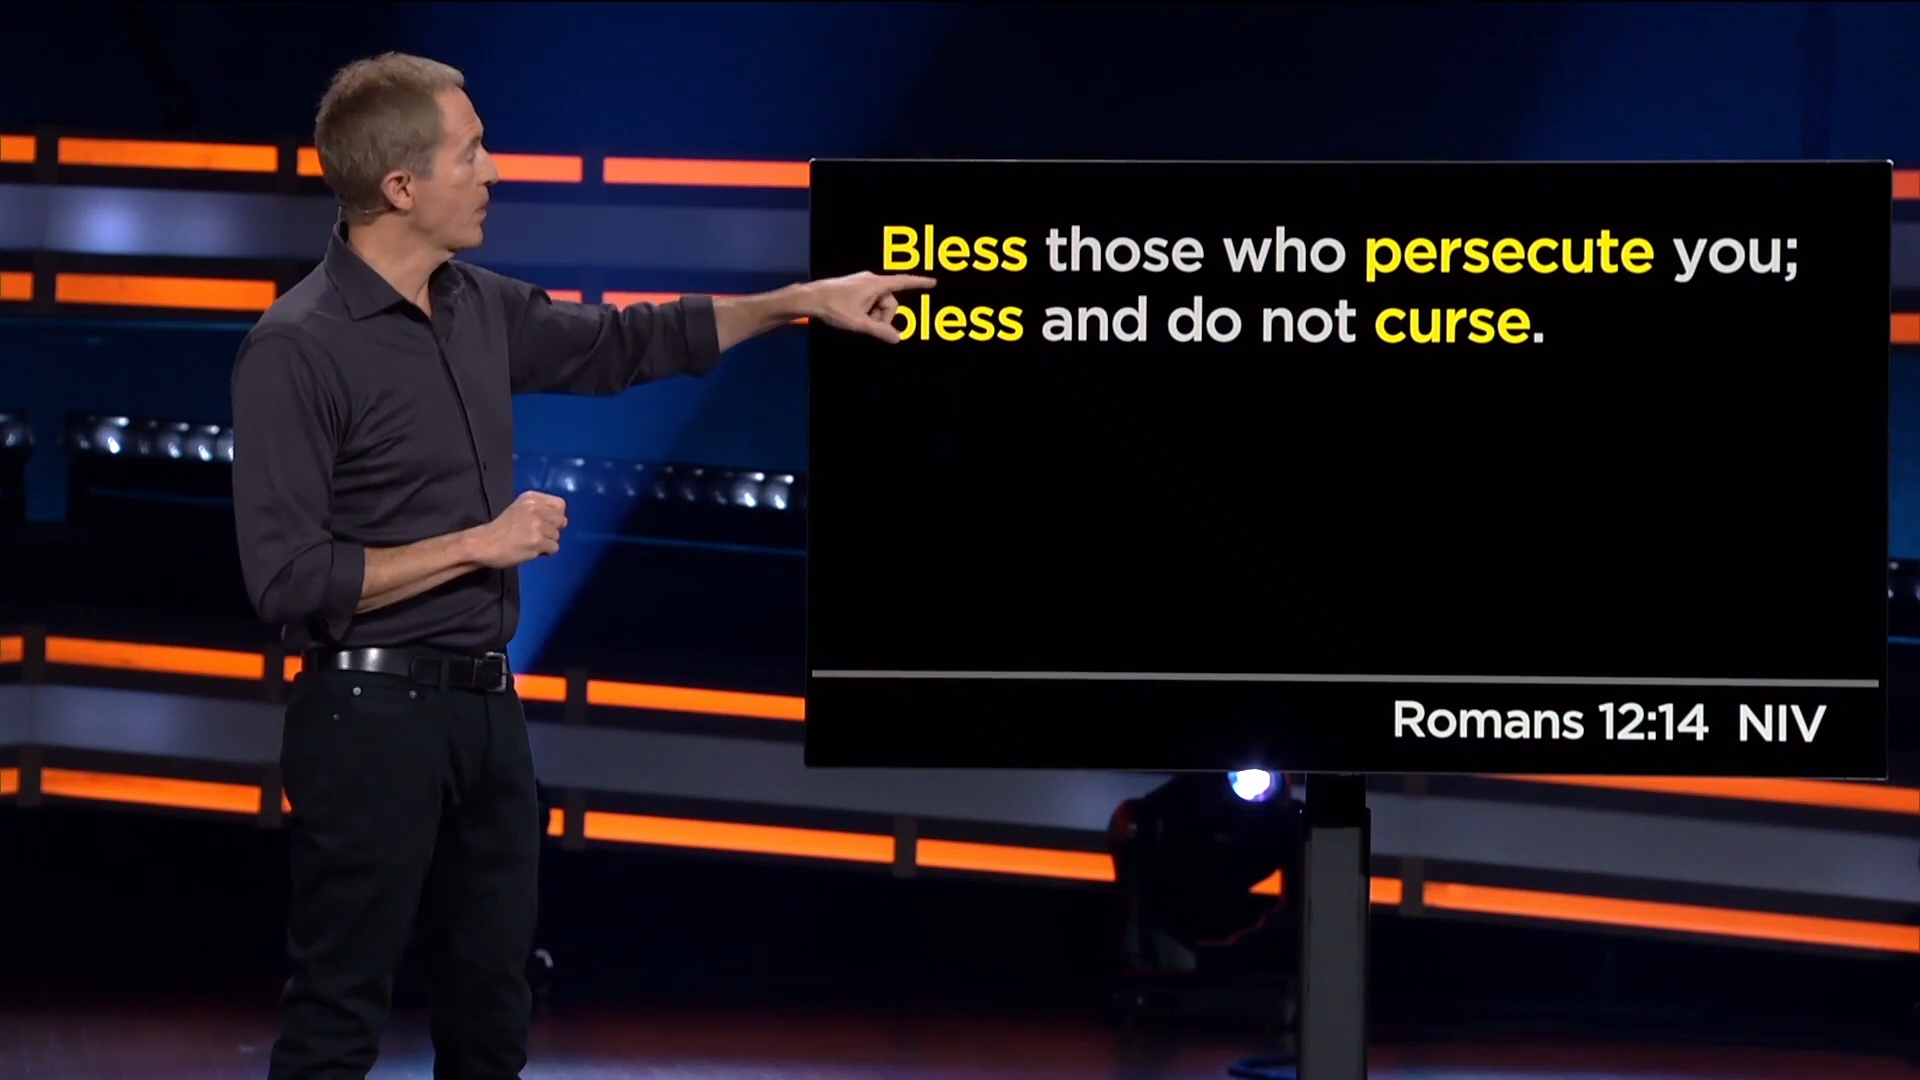 Bless those who persecute you;
bless and do not curse.
Romans 12:14 NIV